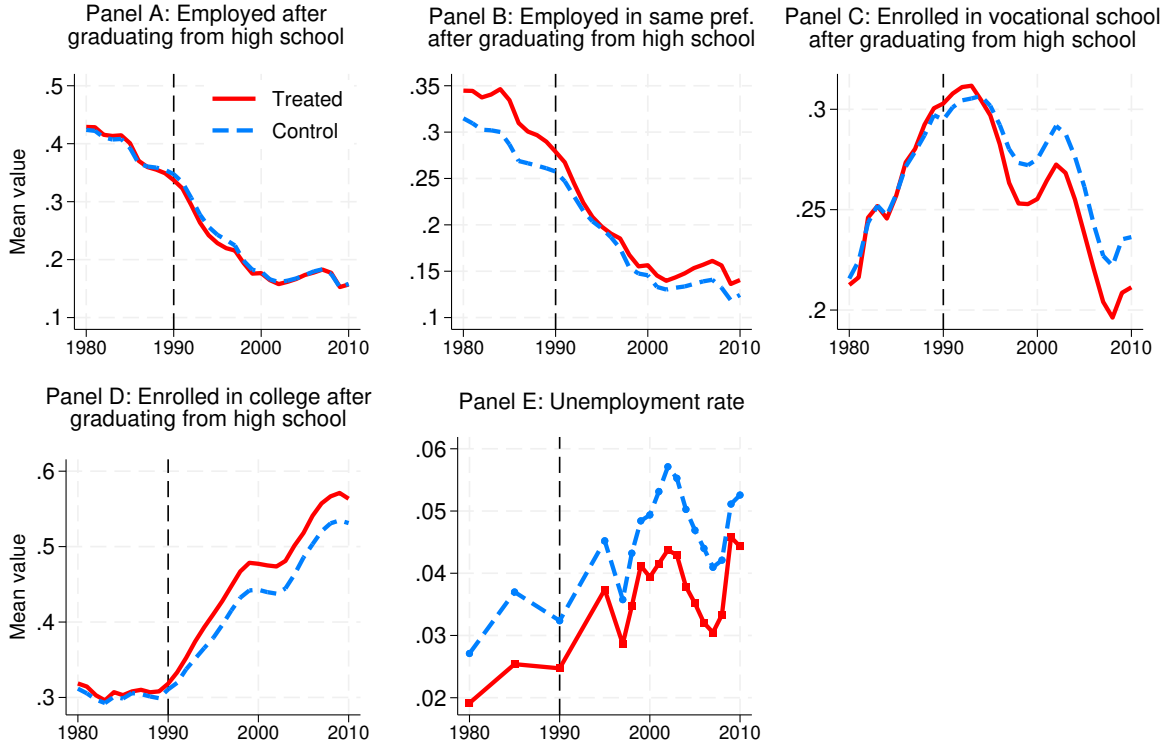 Panel A: Employed after
graduating from high school
Panel B: Employed in same pref.
after graduating from high school
Panel C: Enrolled in vocational school
after graduating from high school
Mean value
.5
.4
.3
.2
.1
Treated
Control
1980 1990 2000 2010
.35
.3
.25
.2
.15
.1
1980 1990 2000 2010
.3
.25
.2
1980 1990 2000 2010
Panel D: Enrolled in college after
graduating from high school
Panel E: Unemployment rate
Mean value
.6
.5
.4
.3
1980 1990 2000 2010
.06
.05
.04
.03
.02
1980 1990 2000 2010